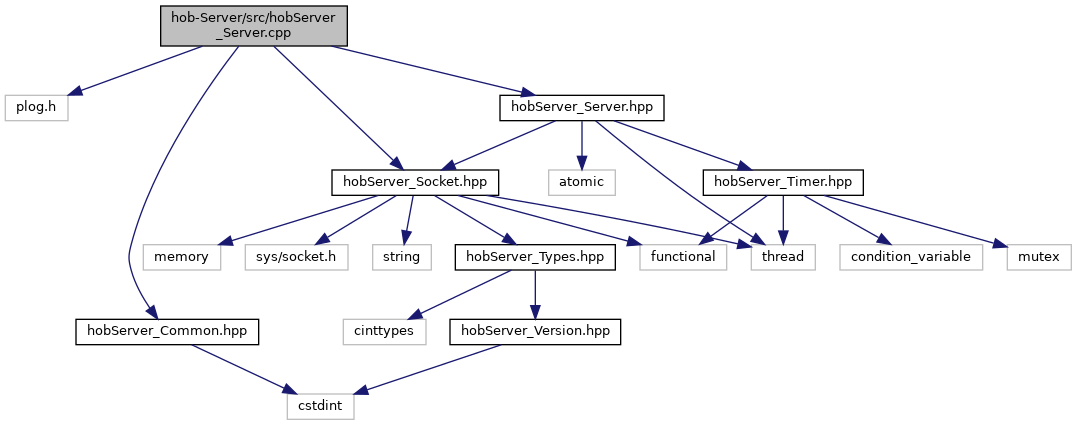 hob-Server/src/hobServer
_Server.cpp
plog.h
hobServer_Server.hpp
hobServer_Socket.hpp
atomic
hobServer_Timer.hpp
memory
sys/socket.h
string
hobServer_Types.hpp
functional
thread
condition_variable
mutex
hobServer_Common.hpp
cinttypes
hobServer_Version.hpp
cstdint